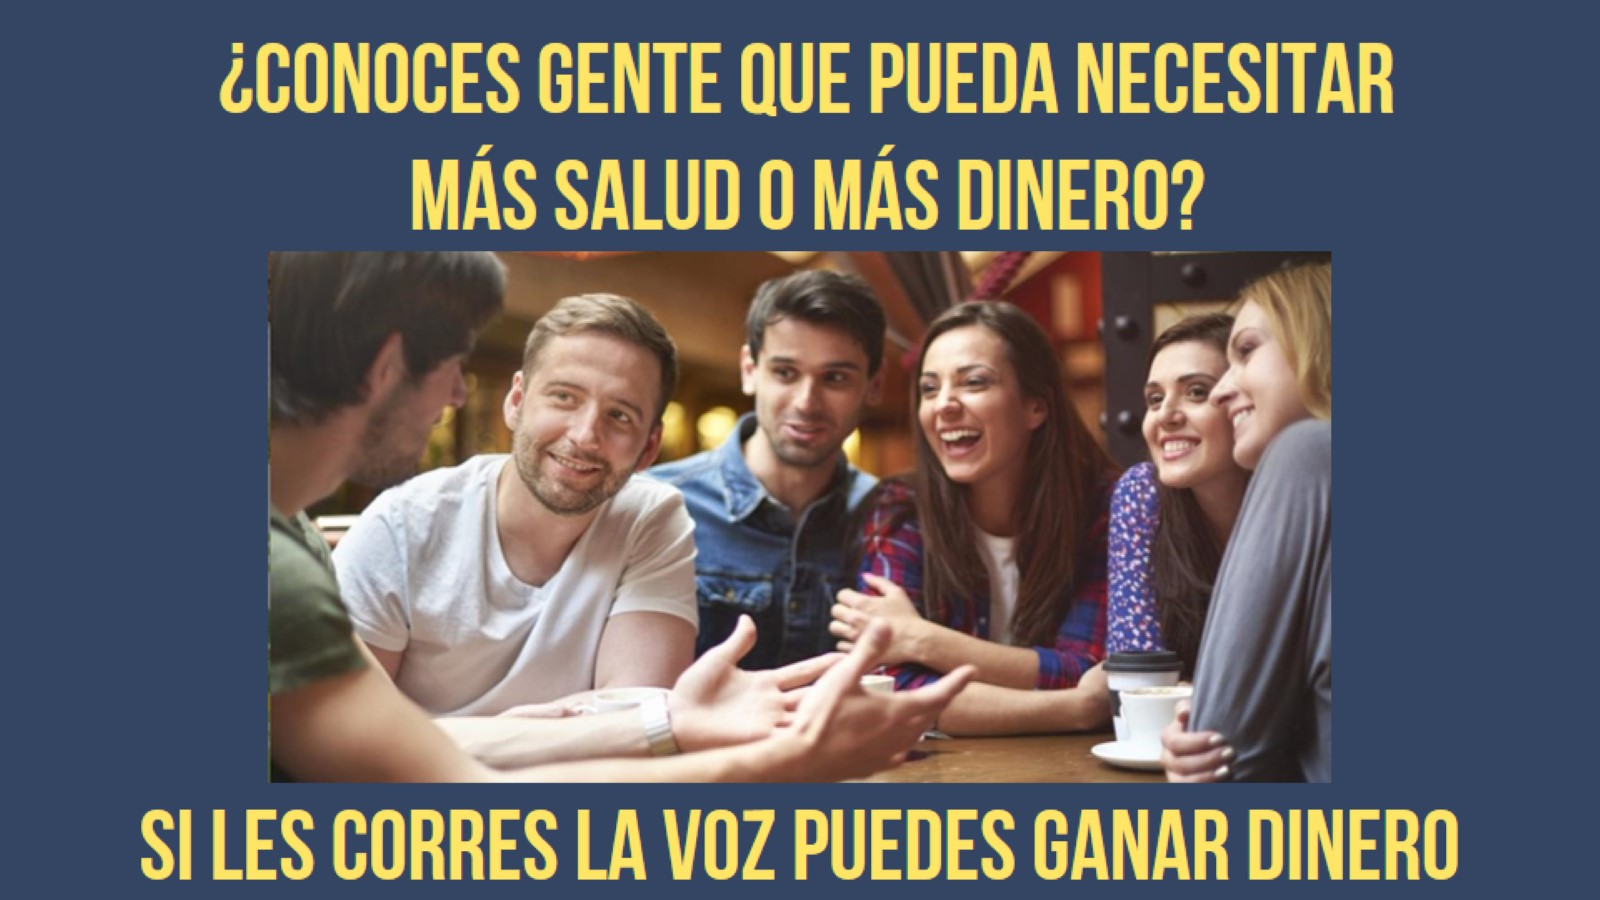 ¿CONOCES GENTE QUE PUEDA NECESITAR
MÁS SALUD O MÁS DINERO?
SI LES CORRES LA VOZ PUEDES GANAR DINERO